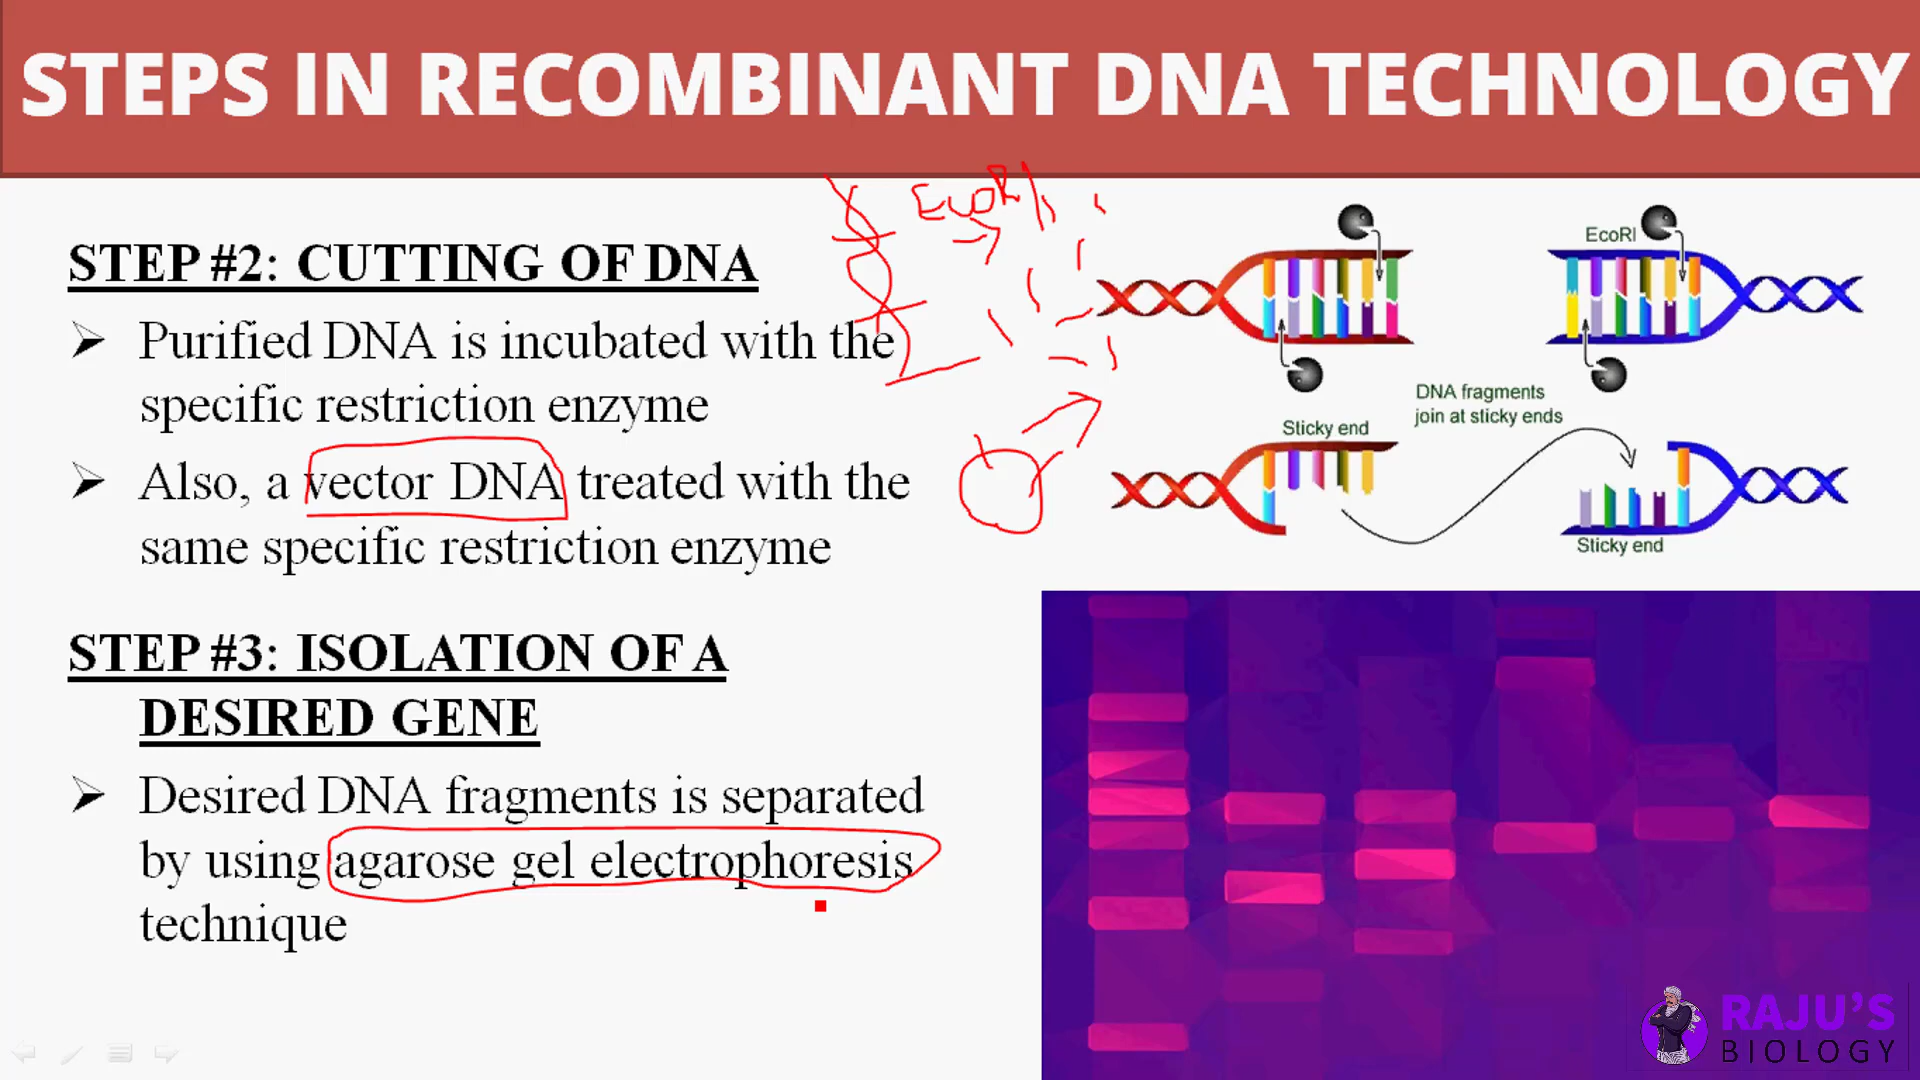 STEPS IN RECOMBINANT DNA TECHNOLOGY
EcoRI
STEP #2: CUTTING OF DNA
➢ Purified DNA is incubated with the
specific restriction enzyme
➢ Also, a vector DNA treated with the
same specific restriction enzyme
EcoRI
DNA fragments
join at sticky ends
Sticky end
Sticky end
STEP #3: ISOLATION OF A
DESIRED GENE
➢ Desired DNA fragments is separated
by using agarose gel electrophoresis
technique
RAJU'S
BIOLOGY